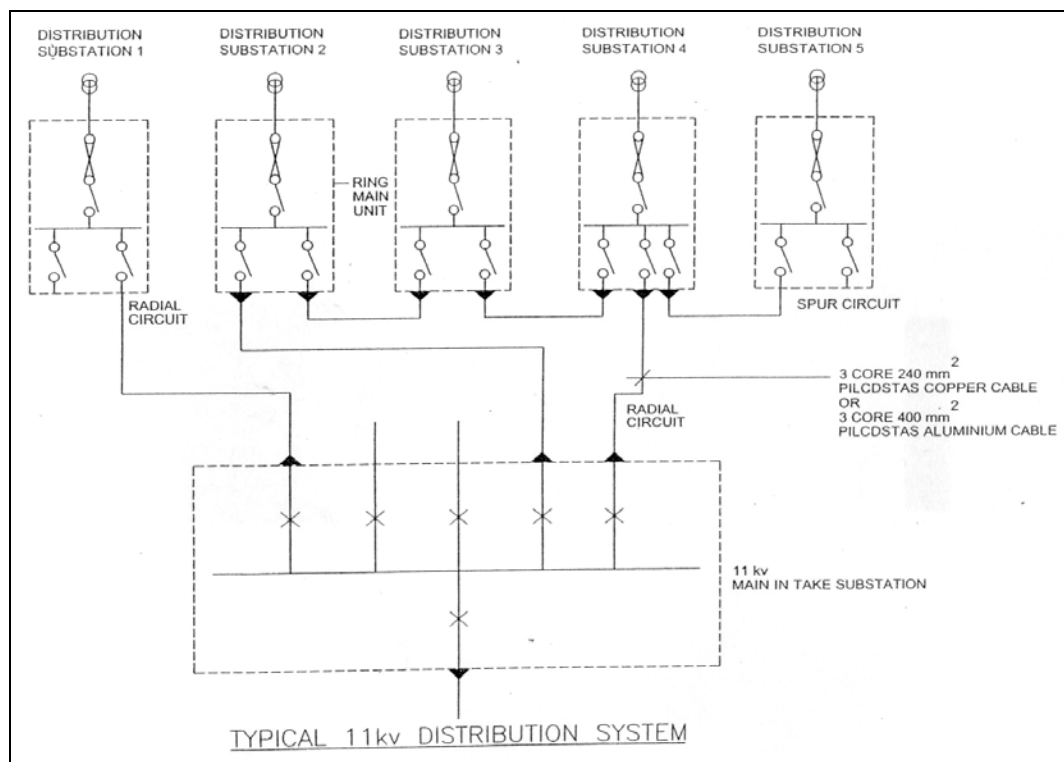 DISTRIBUTION
SUBSTATION 1
DISTRIBUTION
SUBSTATION 2
DISTRIBUTION
SUBSTATION 3
DISTRIBUTION
SUBSTATION 4
DISTRIBUTION
SUBSTATION 5
RING
MAIN
UNIT
RADIAL
CIRCUIT
SPUR CIRCUIT
3 CORE 240 mm²
PILCDSTAS COPPER CABLE
OR
3 CORE 400 mm²
PILCDSTAS ALUMINIUM CABLE
RADIAL
CIRCUIT
11 kv
MAIN IN TAKE SUBSTATION
TYPICAL 11kv DISTRIBUTION SYSTEM